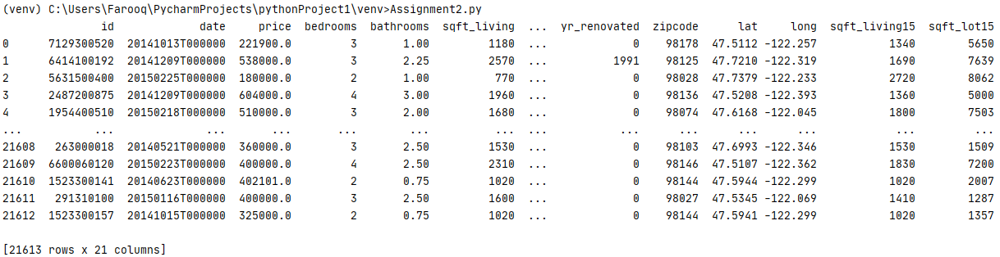 (venv) C:\Users\Farooq\PycharmProjects\pythonProject1\venv>Assignment2.py
id date price bedrooms bathrooms sqft_living ... yr_renovated zipcode lat long sqft_living15 sqft_lot15
0 7129300520 20141013T000000 221900.0 3 1.00 1180 ... 0 98178 47.5112 -122.257 1340 5650
1 6414100192 20141209T000000 538000.0 3 2.25 2570 ... 1991 98125 47.7210 -122.319 1690 7639
2 5631500400 20150225T000000 180000.0 2 1.00 770 ... 0 98028 47.7379 -122.233 2720 8062
3 2487200875 20141209T000000 604000.0 4 3.00 1960 ... 0 98136 47.5208 -122.393 1360 5000
4 1954400510 20150218T000000 510000.0 3 2.00 1680 ... 0 98074 47.6168 -122.045 1800 7503
... ... ... ... ... ... ... ... ... ... ... ... ... ...
21608 263000018 20140521T000000 360000.0 3 2.50 1530 ... 0 98103 47.6993 -122.346 1530 1509
21609 6600060120 20150223T000000 400000.0 4 2.50 2310 ... 0 98146 47.5107 -122.362 1830 7200
21610 1523300141 20140623T000000 402101.0 2 0.75 1020 ... 0 98144 47.5944 -122.299 1020 2007
21611 291310100 20150116T000000 400000.0 3 2.50 1600 ... 0 98027 47.5345 -122.069 1410 1287
21612 1523300157 20141015T000000 325000.0 2 0.75 1020 ... 0 98144 47.5941 -122.299 1020 1357
[21613 rows x 21 columns]